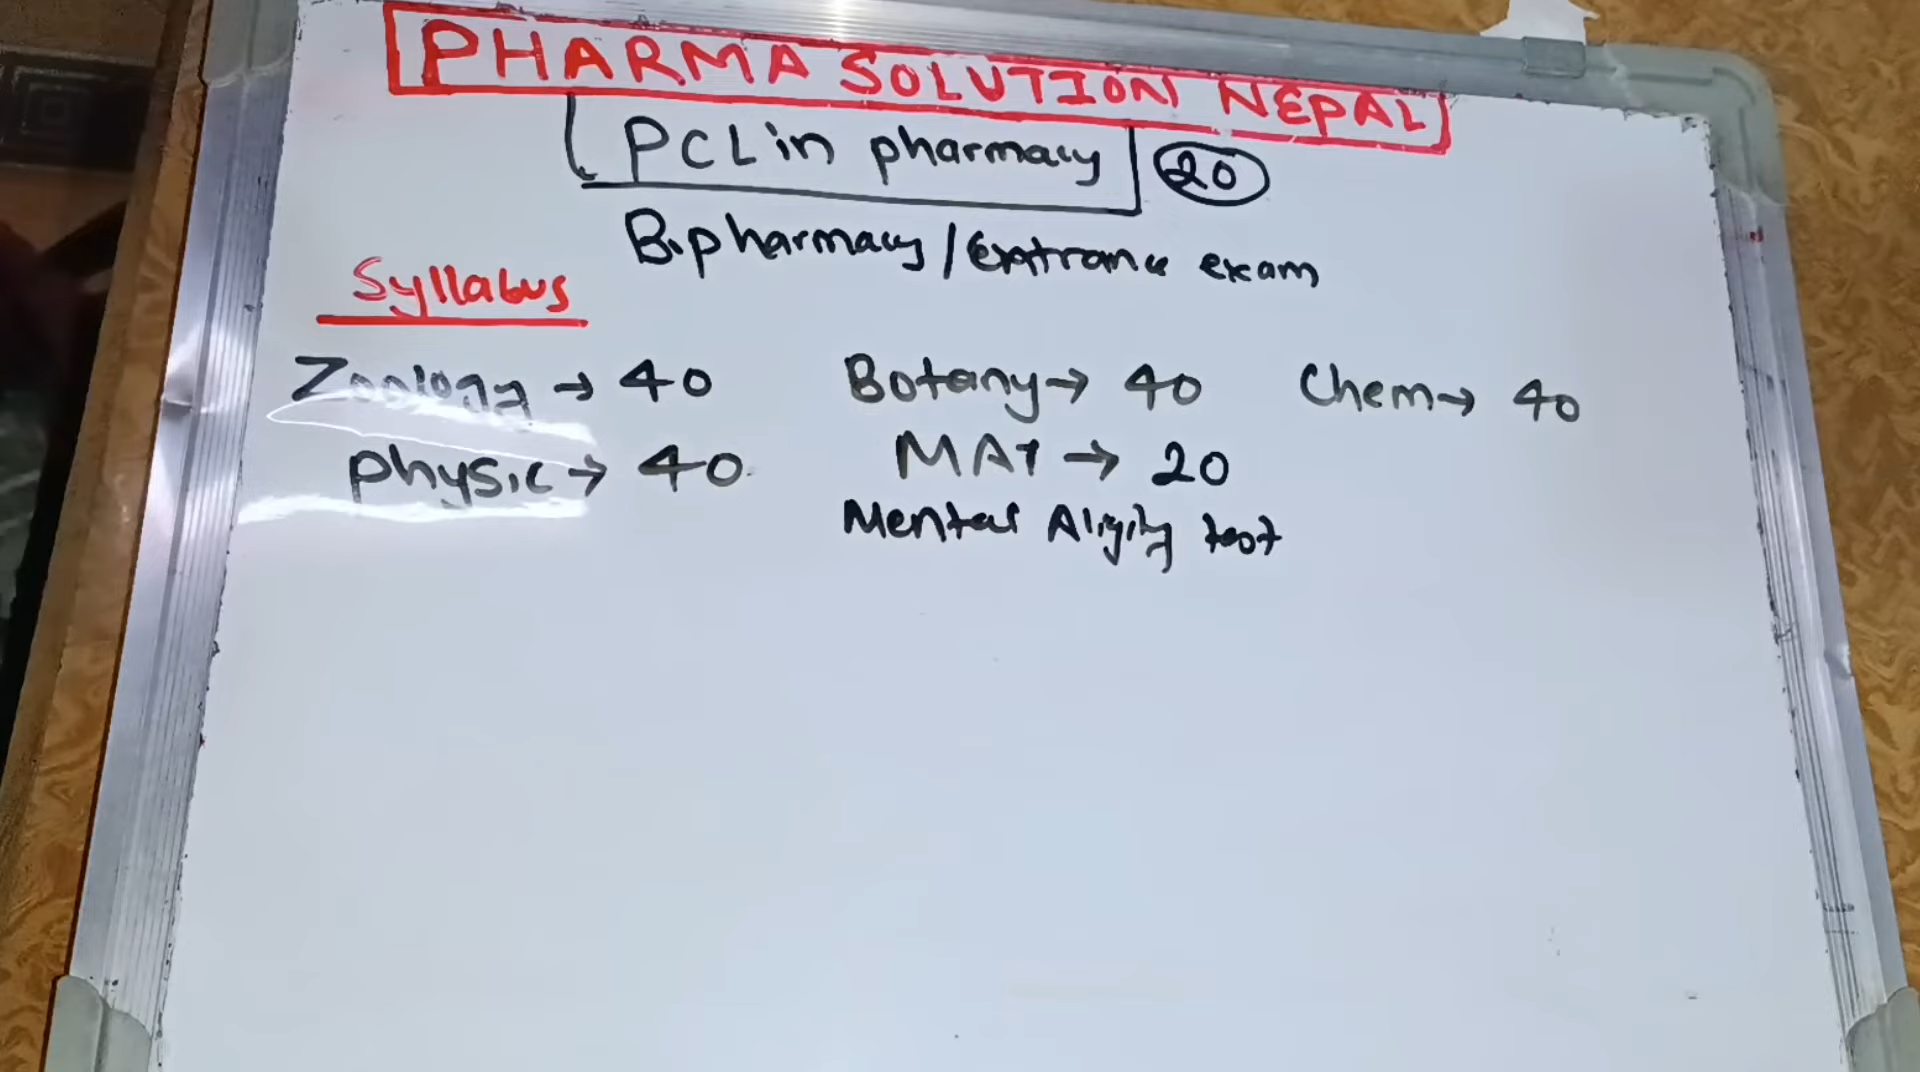 PHARMA SOLUTION NEPAL
PCL in pharmacy 20
B.pharmacy/Entrance exam
Syllabus
Zoology → 40 Botany → 40 Chem → 40
physic → 40 MAT → 20
Mental Aligity test